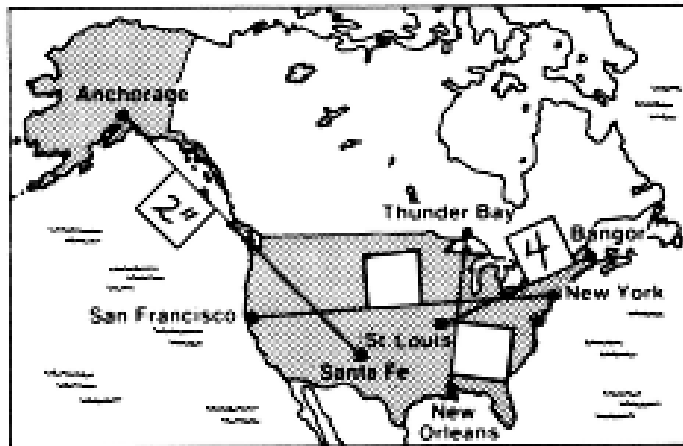 Anchorage
2"
Thunder Bay
4
Bangor
San Francisco
New York
St. Louis
Santa Fe
New
Orleans